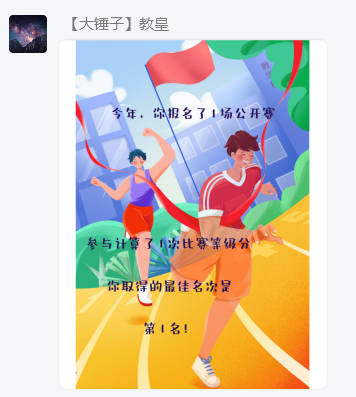 【大锤子】教皇
今年，你报名了1场公开赛
参与计算了1次比赛等级分
你取得的最佳名次是
第1名！